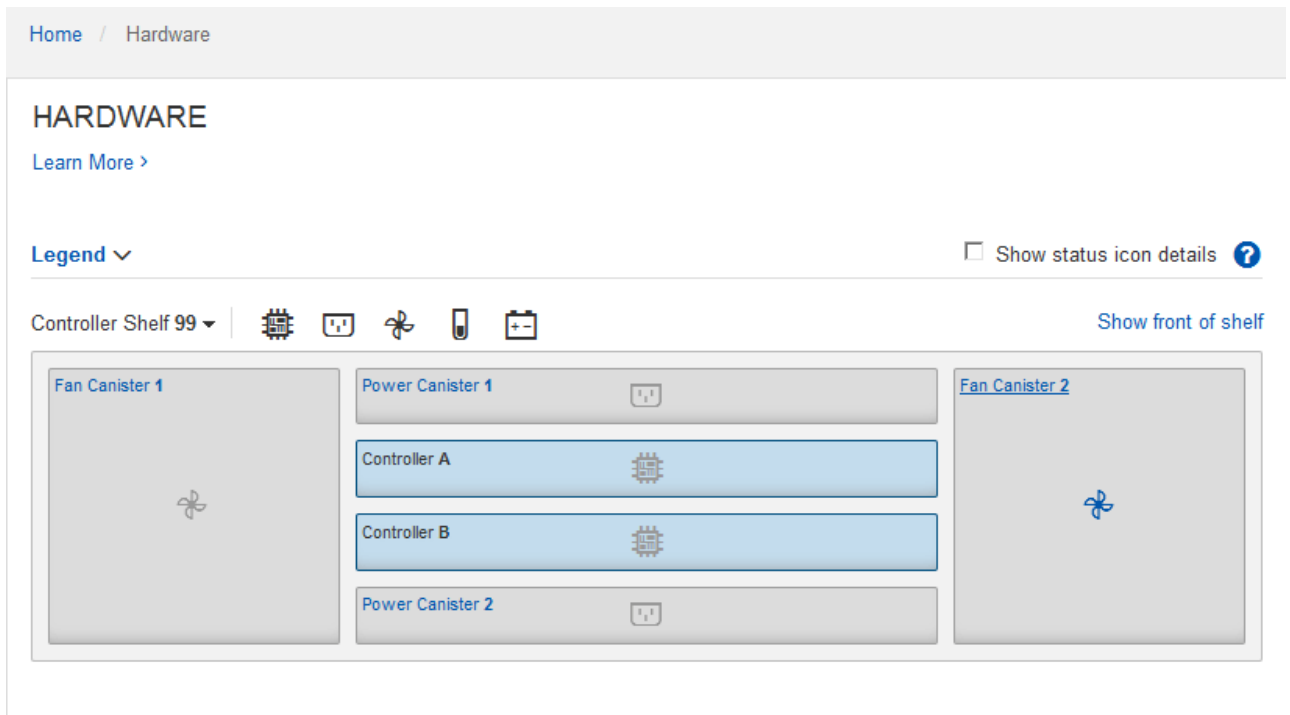 Home / Hardware
HARDWARE
Learn More >
Legend
Show status icon details ?
Controller Shelf 99
Show front of shelf
Fan Canister 1
Power Canister 1
Fan Canister 2
Controller A
Controller B
Power Canister 2